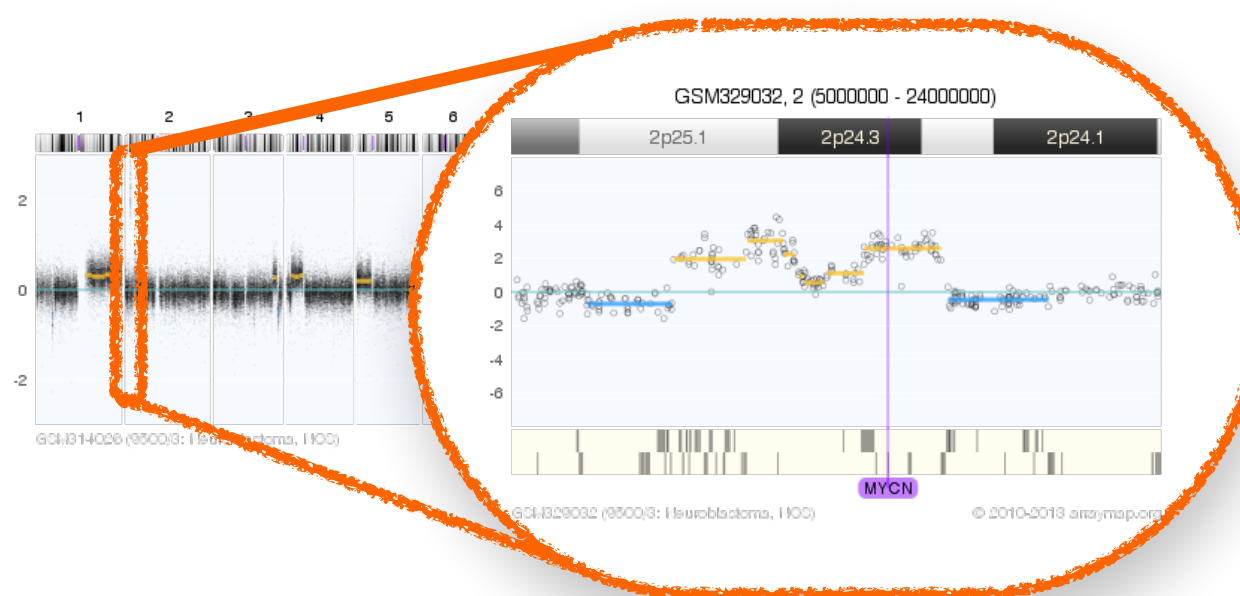 GSM329032, 2 (5000000 - 24000000)
1 2 3 4 5 6
2p25.1 2p24.3 2p24.1
2
0
-2
6
4
2
0
-2
-4
-6
MYCN
GSM314026 (9500/3: Neuroblastoma, NOS)
GSM329032 (9500/3: Neuroblastoma, NOS) © 2010-2013 arraymap.org